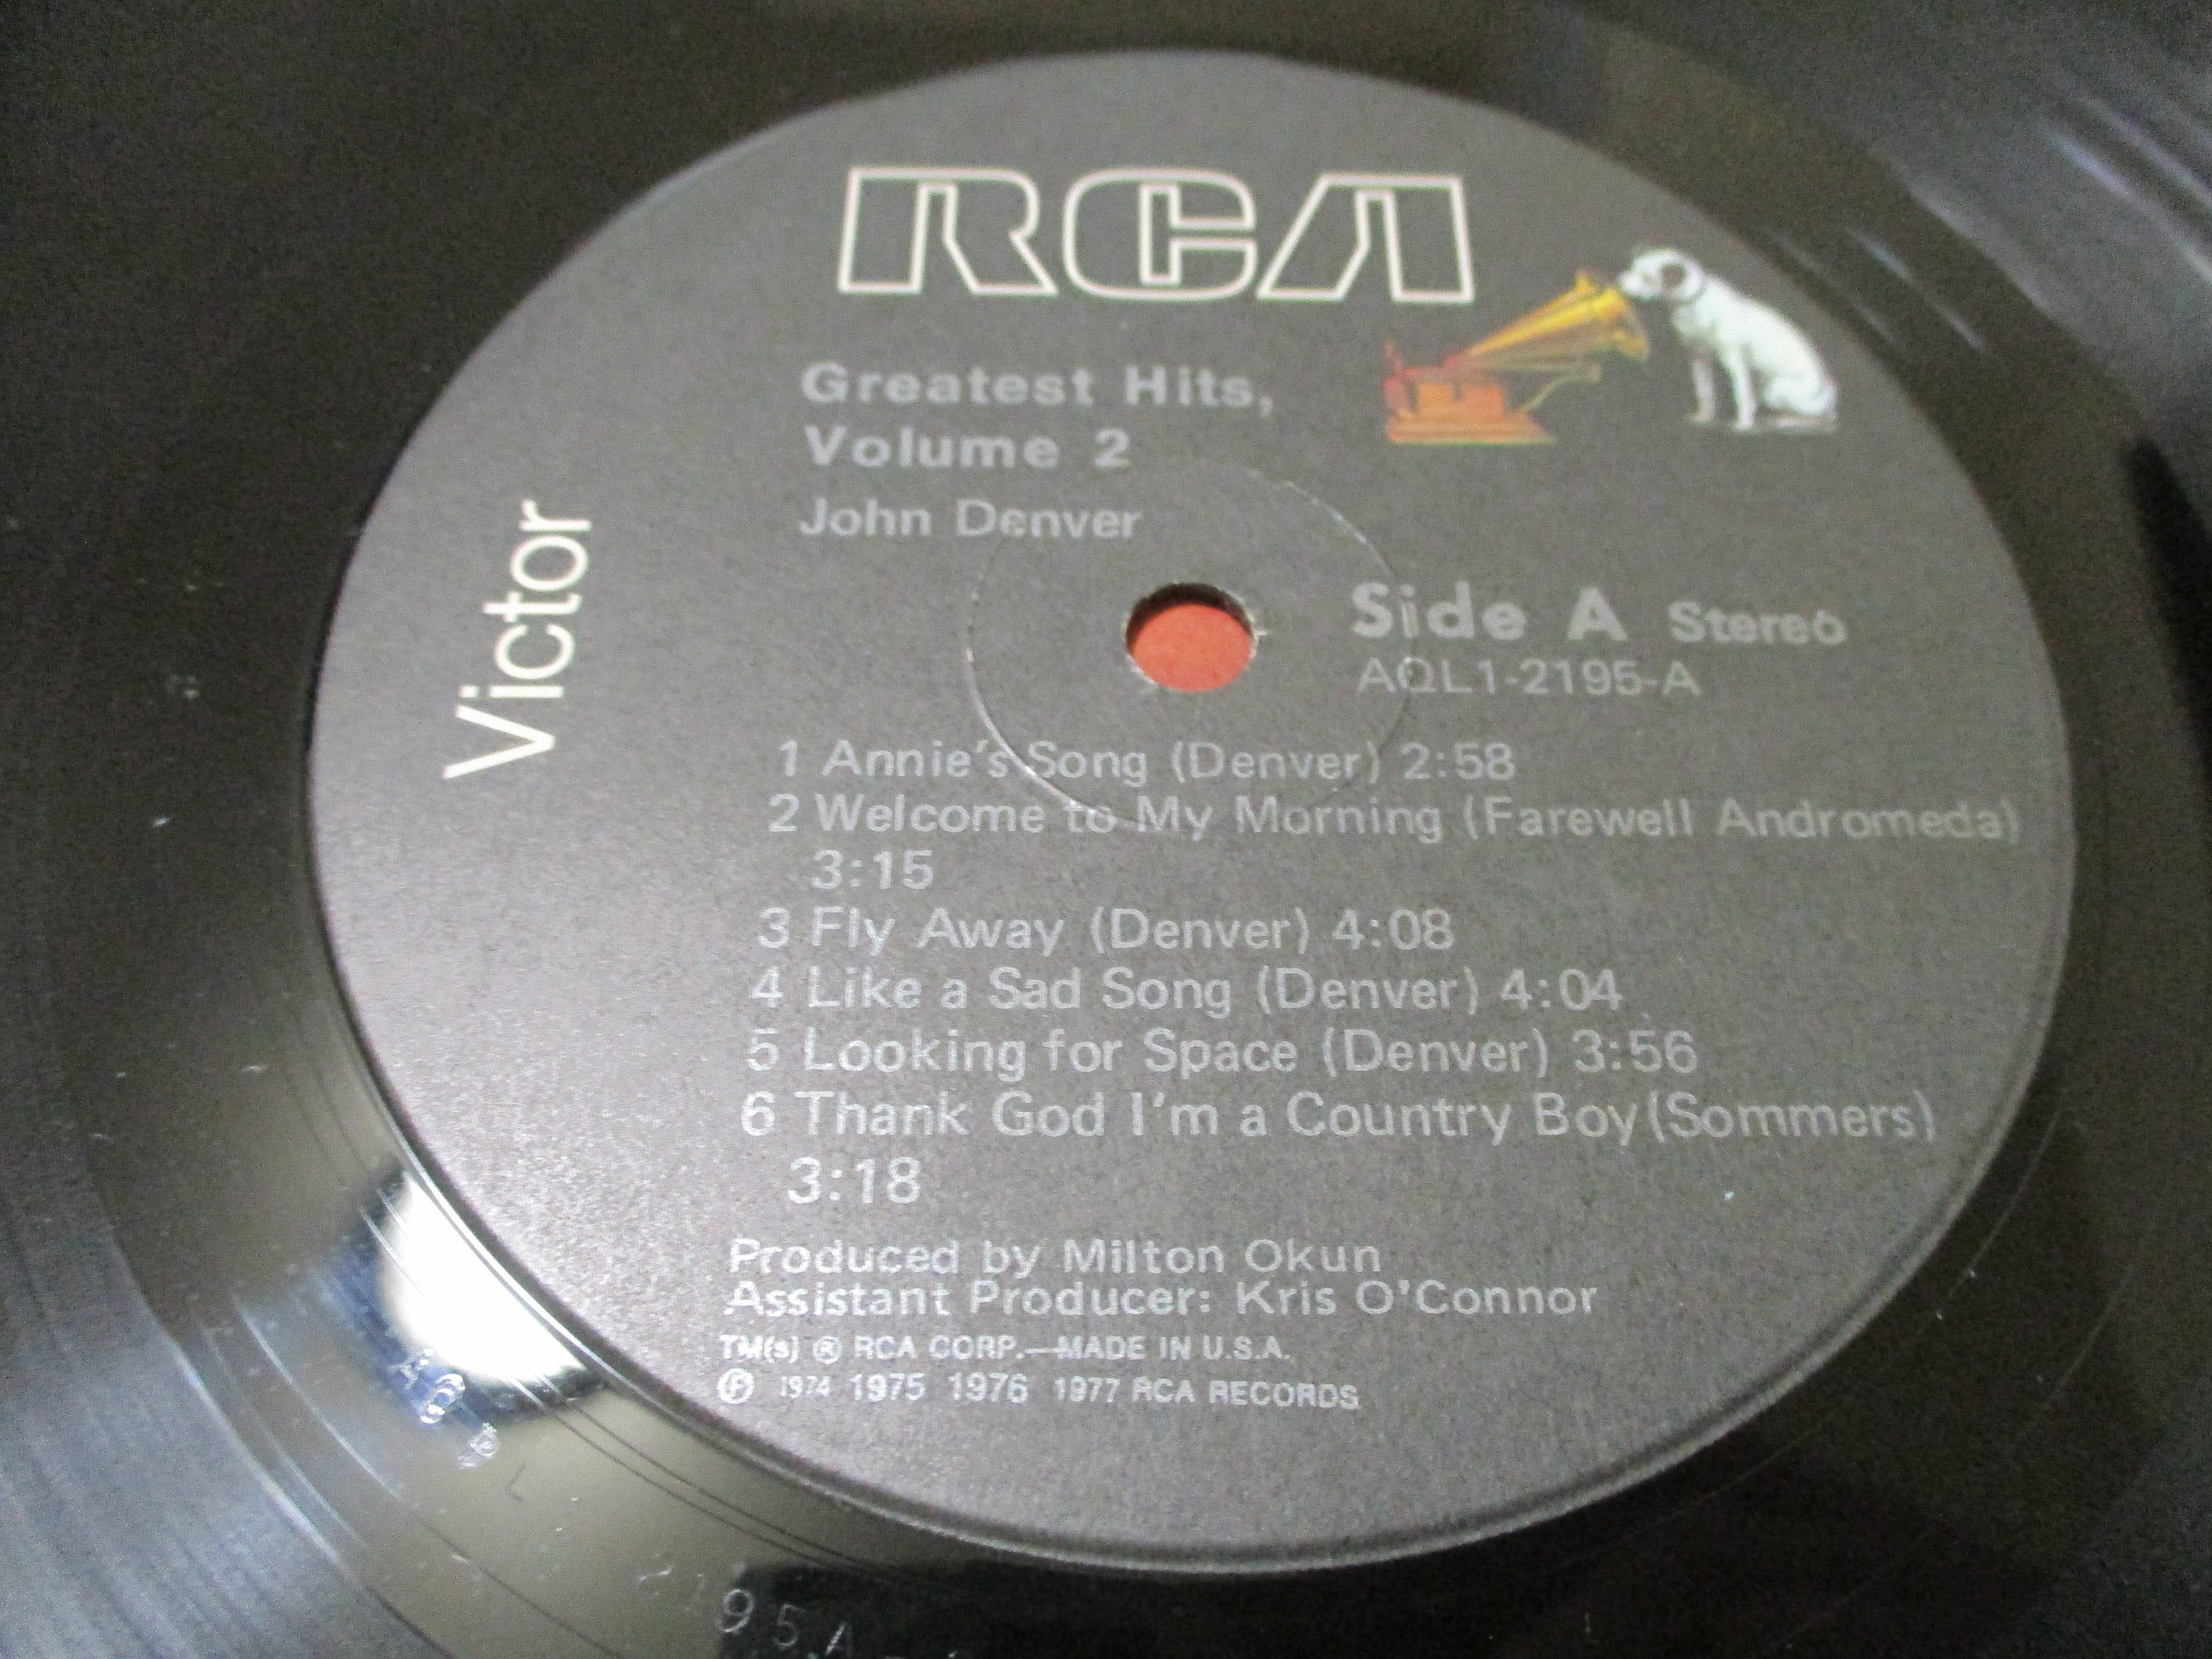 RCA
Greatest Hits,
Volume 2
John Denver
Victor
Side A Stereo
AQL1-2195-A
1 Annie's Song (Denver) 2:58
2 Welcome to My Morning (Farewell Andromeda)
3:15
3 Fly Away (Denver) 4:08
4 Like a Sad Song (Denver) 4:04
5 Looking for Space (Denver) 3:56
6 Thank God I'm a Country Boy (Sommers)
3:18
Produced by Milton Okun
Assistant Producer: Kris O'Connor
TM(s) ® RCA CORP.—MADE IN U.S.A.
℗ 1974 1975 1976 1977 RCA RECORDS